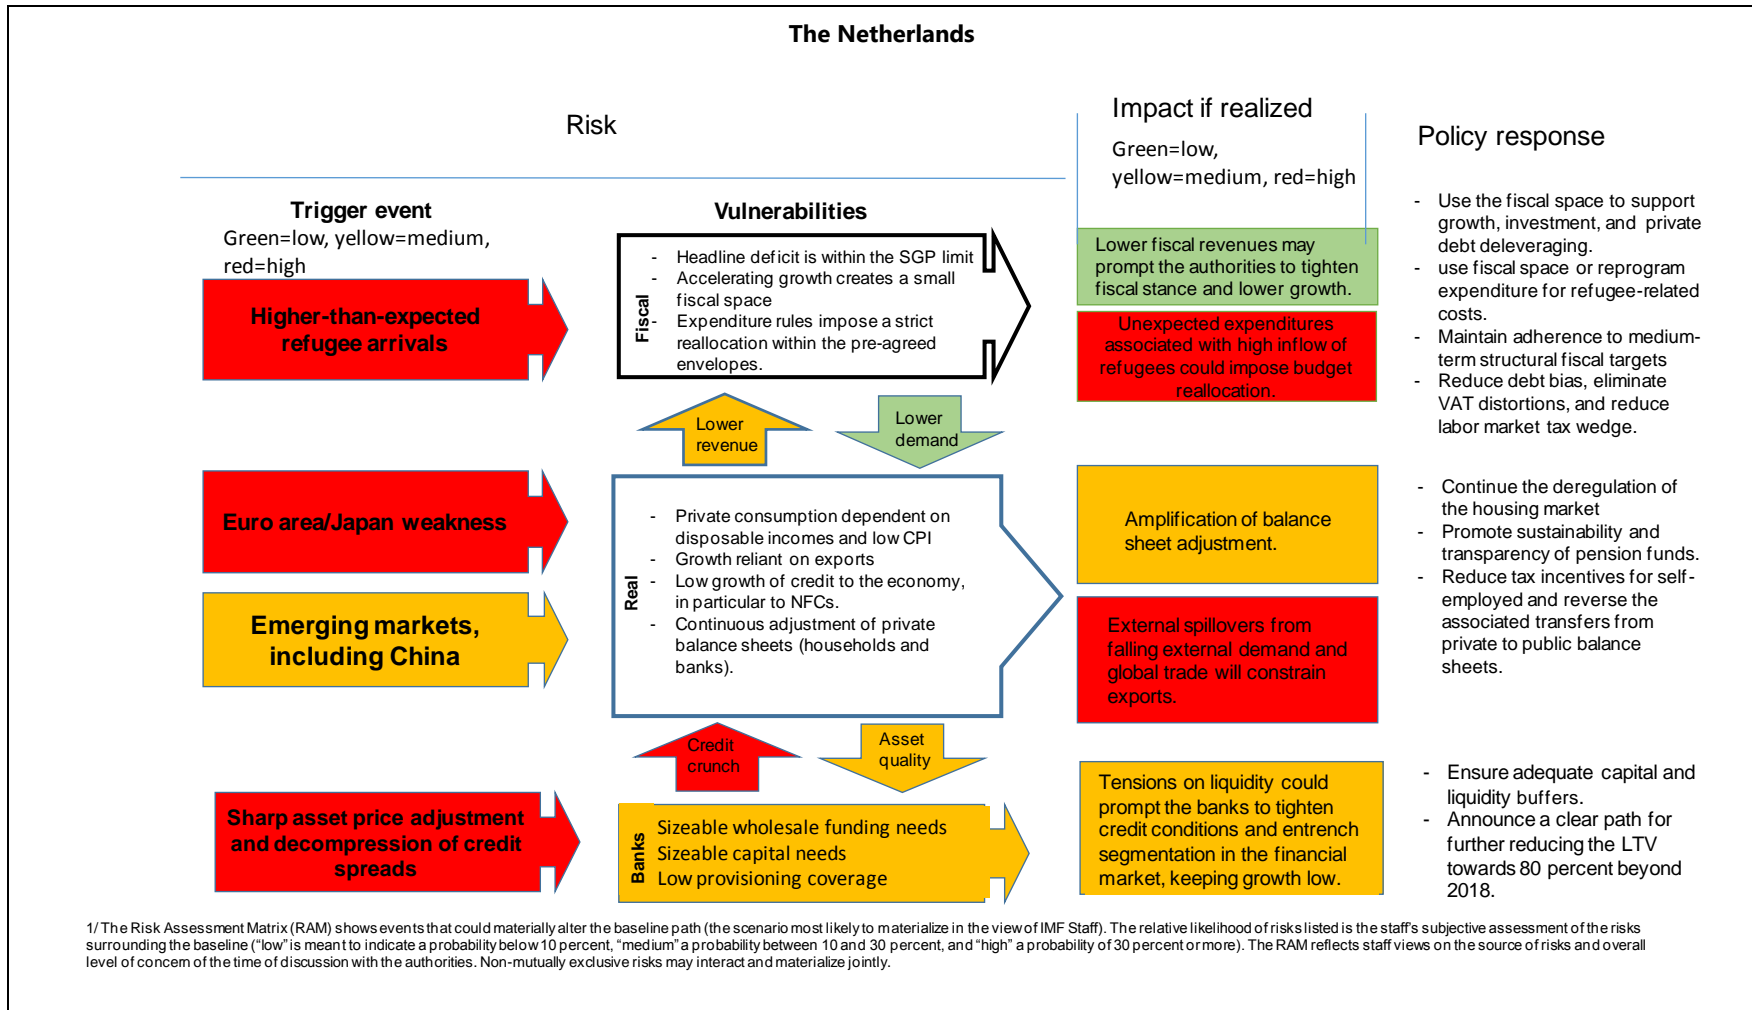 The Netherlands
Risk
Impact if realized
Green=low,
yellow=medium, red=high
Policy response
Trigger event
Green=low, yellow=medium,
red=high
Vulnerabilities
Higher-than-expected
refugee arrivals
Fiscal
- Headline deficit is within the SGP limit
- Accelerating growth creates a small
fiscal space
- Expenditure rules impose a strict
reallocation within the pre-agreed
envelopes.
Lower fiscal revenues may
prompt the authorities to tighten
fiscal stance and lower growth.
Unexpected expenditures
associated with high inflow of
refugees could impose budget
reallocation.
- Use the fiscal space to support
growth, investment, and private
debt deleveraging.
- use fiscal space or reprogram
expenditure for refugee-related
costs.
- Maintain adherence to medium-
term structural fiscal targets
- Reduce debt bias, eliminate
VAT distortions, and reduce
labor market tax wedge.
Lower
revenue
Lower
demand
Euro area/Japan weakness
Emerging markets,
including China
Real
- Private consumption dependent on
disposable incomes and low CPI
- Growth reliant on exports
- Low growth of credit to the economy,
in particular to NFCs.
- Continuous adjustment of private
balance sheets (households and
banks).
Amplification of balance
sheet adjustment.
External spillovers from
falling external demand and
global trade will constrain
exports.
- Continue the deregulation of
the housing market
- Promote sustainability and
transparency of pension funds.
- Reduce tax incentives for self-
employed and reverse the
associated transfers from
private to public balance
sheets.
Credit
crunch
Asset
quality
Sharp asset price adjustment
and decompression of credit
spreads
Banks
Sizeable wholesale funding needs
Sizeable capital needs
Low provisioning coverage
Tensions on liquidity could
prompt the banks to tighten
credit conditions and entrench
segmentation in the financial
market, keeping growth low.
- Ensure adequate capital and
liquidity buffers.
- Announce a clear path for
further reducing the LTV
towards 80 percent beyond
2018.
1/ The Risk Assessment Matrix (RAM) shows events that could materially alter the baseline path (the scenario most likely to materialize in the view of IMF Staff). The relative likelihood of risks listed is the staff's subjective assessment of the risks
surrounding the baseline ("low" is meant to indicate a probability below 10 percent, "medium" a probability between 10 and 30 percent, and "high" a probability of 30 percent or more). The RAM reflects staff views on the source of risks and overall
level of concern of the time of discussion with the authorities. Non-mutually exclusive risks may interact and materialize jointly.